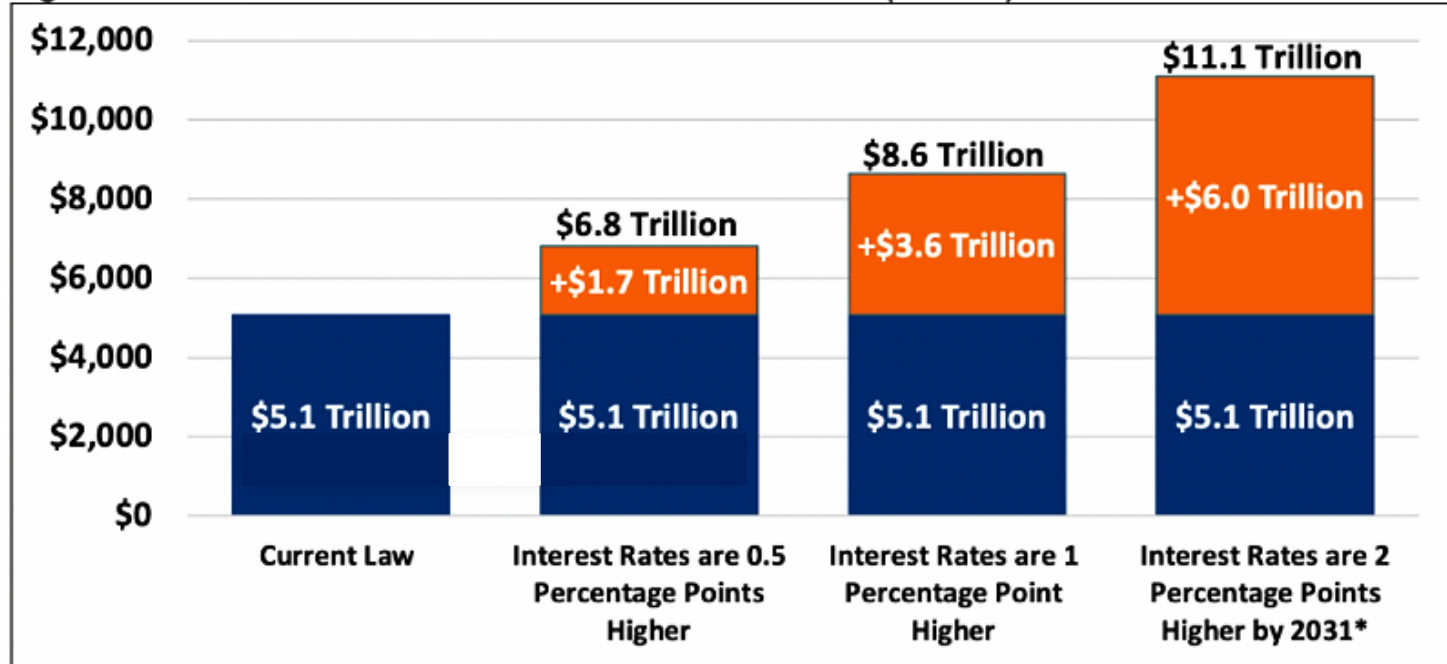 $12,000
$10,000
$8,000
$6,000
$4,000
$2,000
$0
$5.1 Trillion
$6.8 Trillion
+$1.7 Trillion
$5.1 Trillion
$8.6 Trillion
+$3.6 Trillion
$5.1 Trillion
$11.1 Trillion
+$6.0 Trillion
$5.1 Trillion
Current Law
Interest Rates are 0.5
Percentage Points
Higher
Interest Rates are 1
Percentage Point
Higher
Interest Rates are 2
Percentage Points
Higher by 2031*